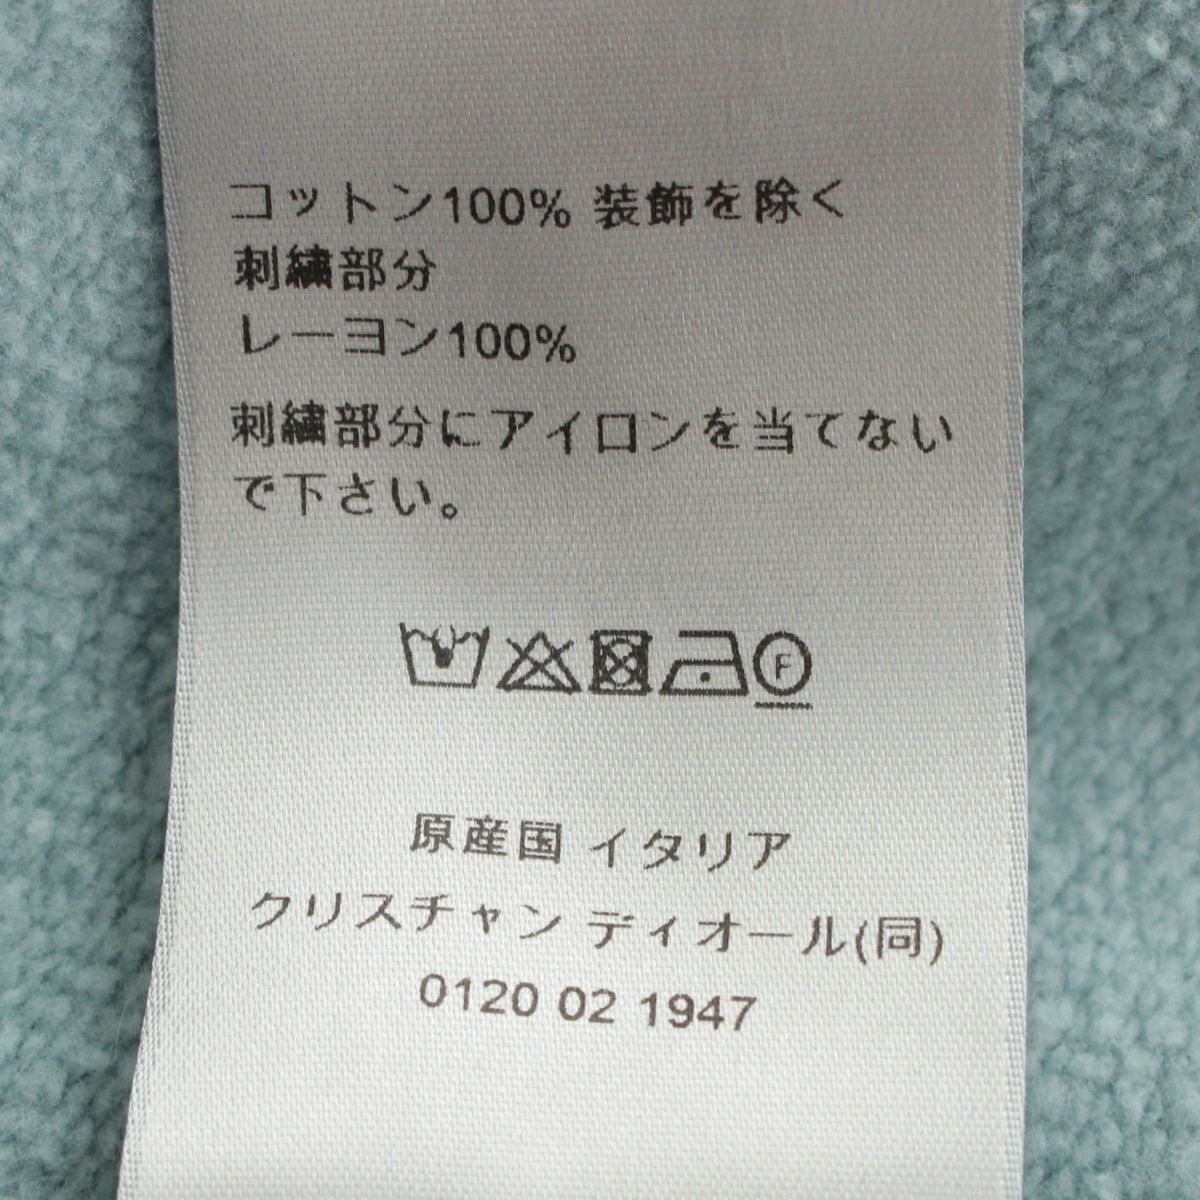 コットン100% 装飾を除く
刺繍部分
レーヨン100%
刺繍部分にアイロンを当てない
で下さい。
F
原産国 イタリア
クリスチャン ディオール(同)
0120 02 1947